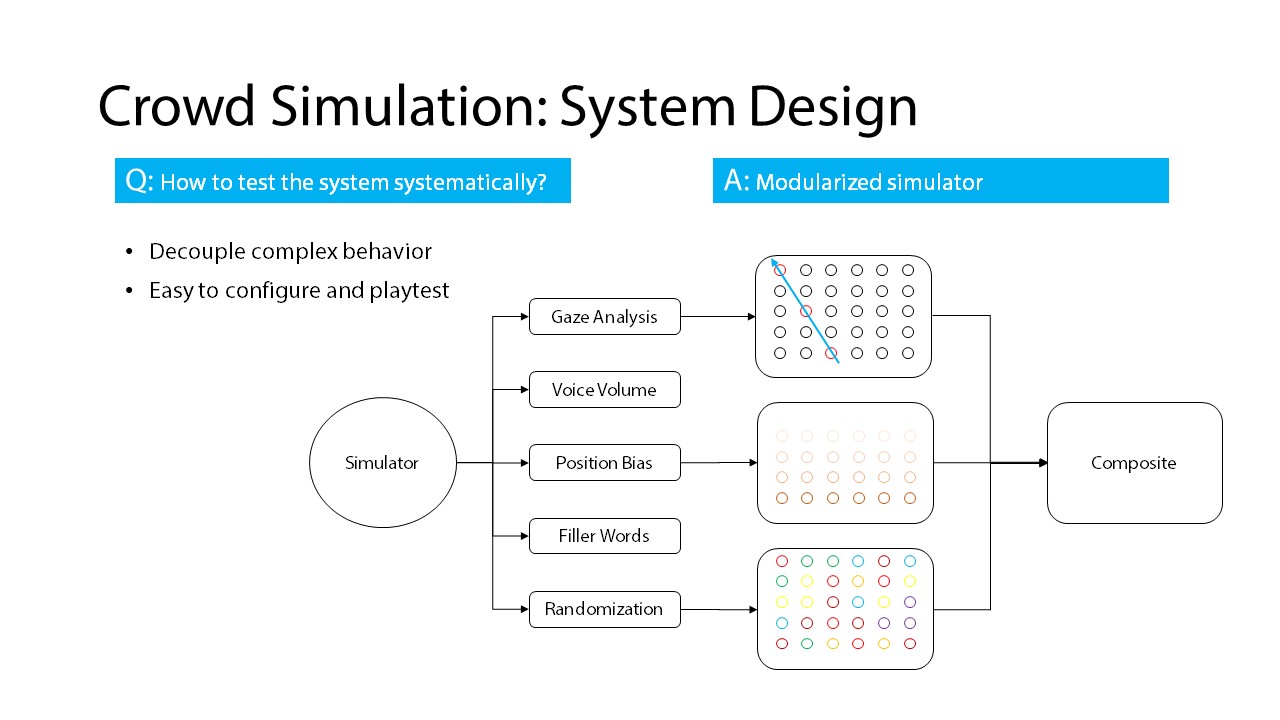 Crowd Simulation: System Design
Q: How to test the system systematically?
A: Modularized simulator
• Decouple complex behavior
• Easy to configure and playtest
Gaze Analysis
Voice Volume
Simulator
Position Bias
Composite
Filler Words
Randomization